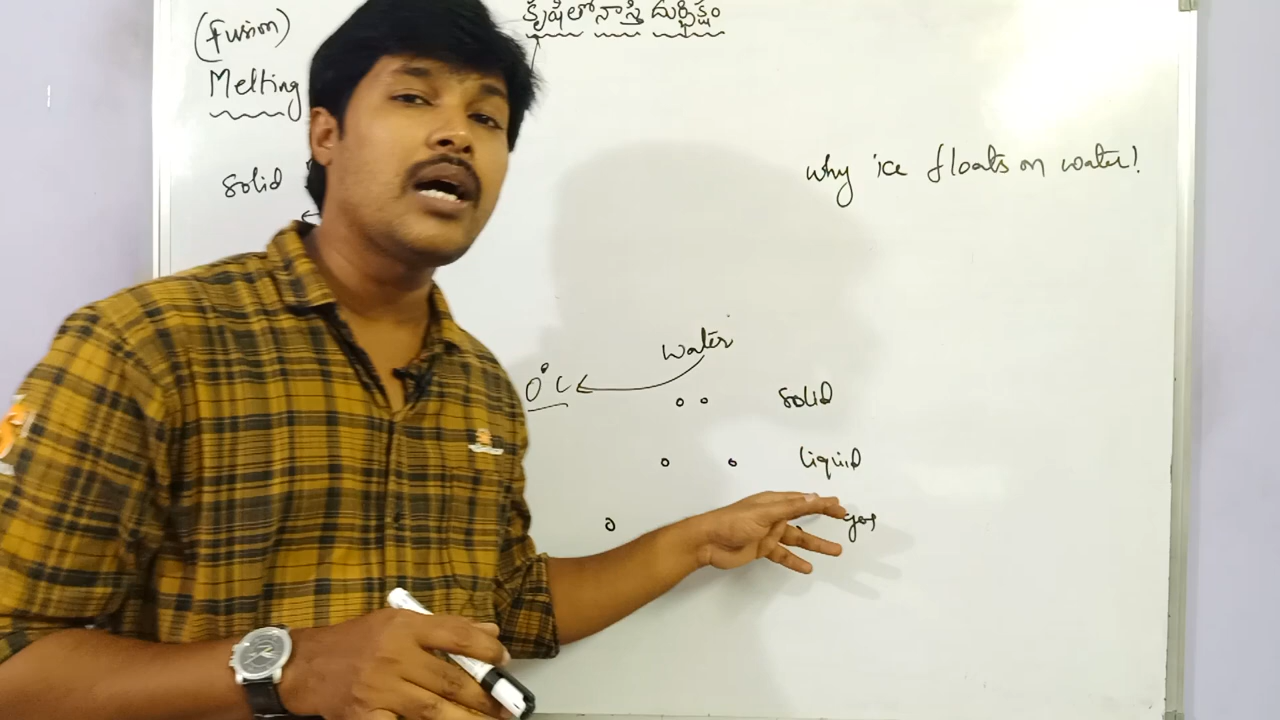 (Fusion)
Melting
Solid
కృషితో నాస్తి దుర్భిక్షం
Why ice floats on water!
Water
0°C
Solid
liquid
gas